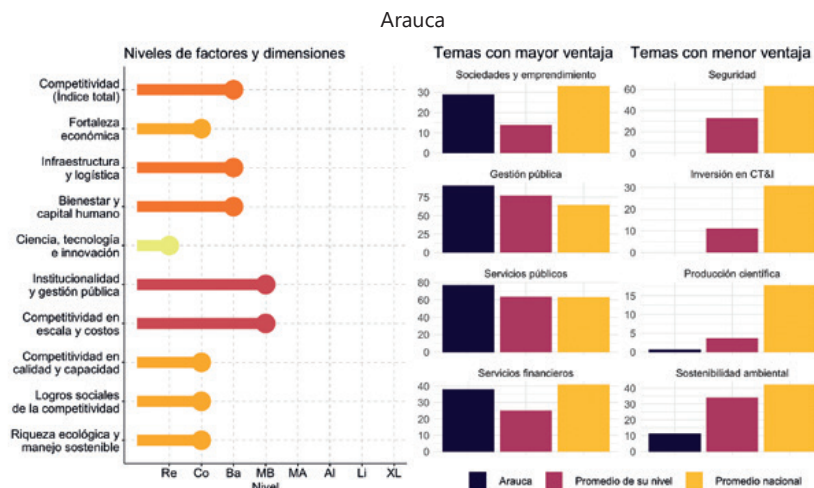 Arauca
Niveles de factores y dimensiones
Competitividad
(Índice total)
Fortaleza
económica
Infraestructura
y logística
Bienestar y
capital humano
Ciencia, tecnología
e innovación
Institucionalidad
y gestión pública
Competitividad en
escala y costos
Competitividad en
calidad y capacidad
Logros sociales
de la competitividad
Riqueza ecológica y
manejo sostenible
Re Co Ba MB MA Al Li XL
Nivel
Temas con mayor ventaja
Sociedades y emprendimiento
30
20
10
0
Gestión pública
75
50
25
0
Servicios públicos
80
60
40
20
0
Servicios financieros
40
30
20
10
0
Temas con menor ventaja
Seguridad
60
40
20
0
Inversión en CT&I
30
20
10
0
Producción científica
15
10
5
0
Sostenibilidad ambiental
40
30
20
10
0
Arauca Promedio de su nivel Promedio nacional